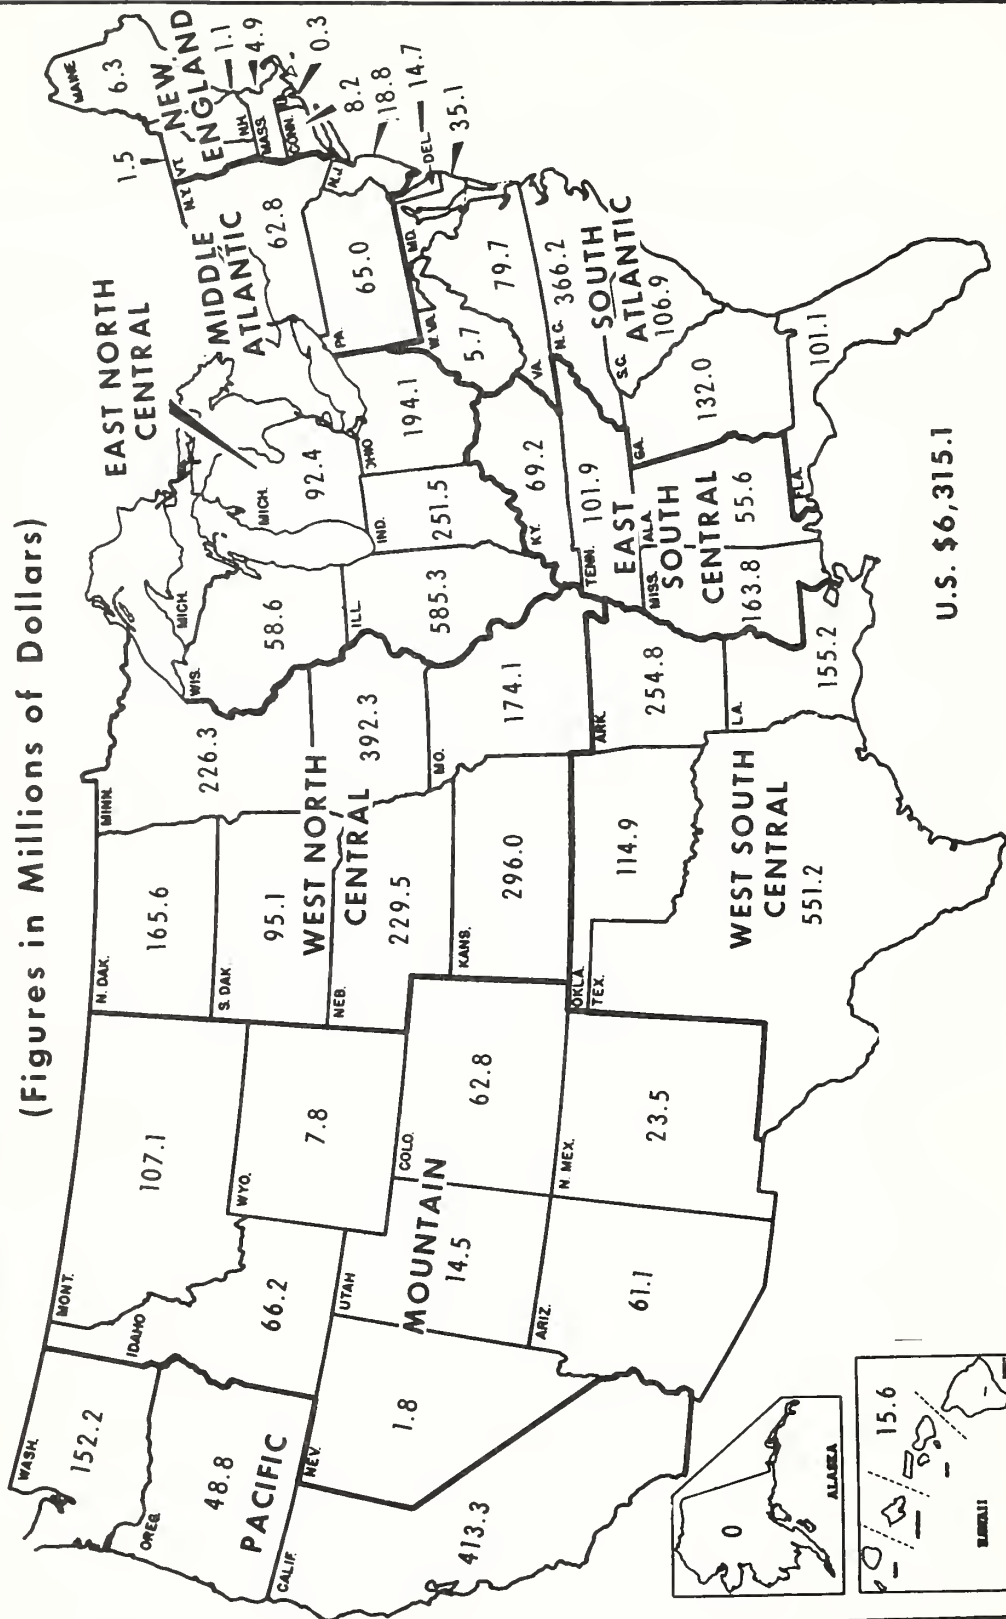 (Figures in Millions of Dollars)
WASH.
152.2
OREG.
48.8
PACIFIC
CALIF.
413.3
NEV.
1.8
IDAHO
66.2
MONT.
107.1
WYO.
7.8
UTAH
14.5
MOUNTAIN
COLO.
62.8
ARIZ.
61.1
N. MEX.
23.5
N. DAK.
165.6
S. DAK.
95.1
WEST NORTH
CENTRAL
NEB.
229.5
KANS.
296.0
MINN.
226.3
392.3
MO.
174.1
OKLA.
114.9
TEX.
WEST SOUTH
CENTRAL
551.2
ARK.
254.8
LA.
155.2
EAST NORTH
CENTRAL
WIS.
58.6
MICH.
MICH.
92.4
ILL.
585.3
IND.
251.5
OHIO
194.1
KY.
69.2
TENN.
101.9
EAST
SOUTH
CENTRAL
MISS.
163.8
ALA.
55.6
MIDDLE
ATLANTIC
N.Y.
62.8
PA.
65.0
N.J.
18.8
NEW
ENGLAND
MAINE
6.3
VT.
1.5
N.H.
1.1
MASS.
4.9
CONN.
8.2
0.3
DEL.
14.7
MD.
35.1
W. VA.
5.7
VA.
79.7
N.C.
366.2
SOUTH
ATLANTIC
S.C.
106.9
GA.
132.0
FLA.
101.1
ALASKA
0
HAWAII
15.6
U.S. $6,315.1